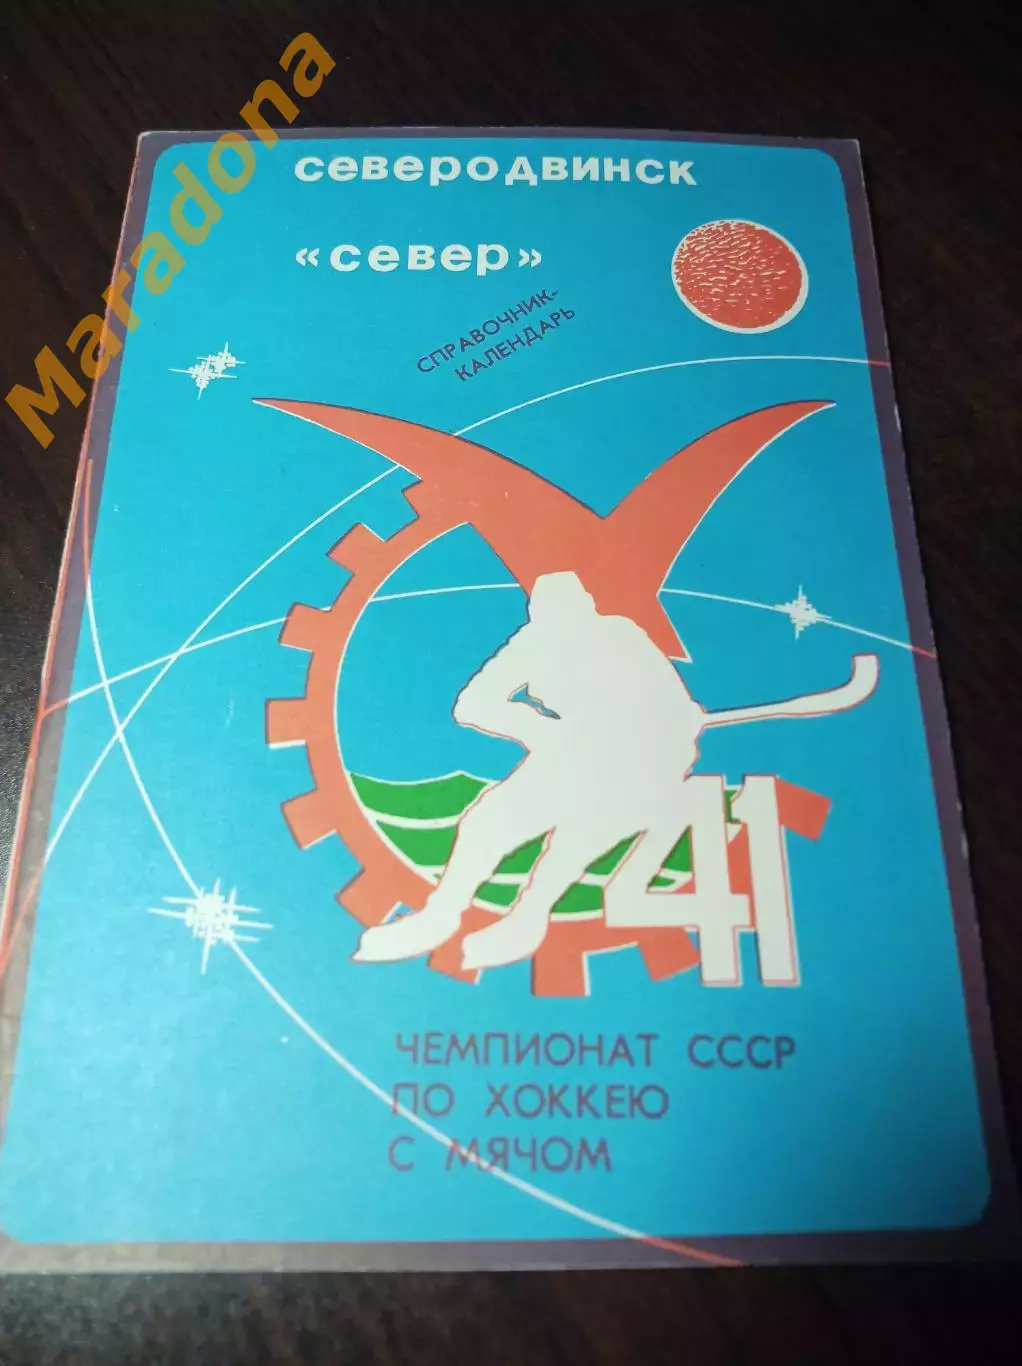 Maradona
СЕВЕРОДВИНСК
«СЕВЕР»
СПРАВОЧНИК-
КАЛЕНДАРЬ
41
ЧЕМПИОНАТ СССР
ПО ХОККЕЮ
С МЯЧОМ